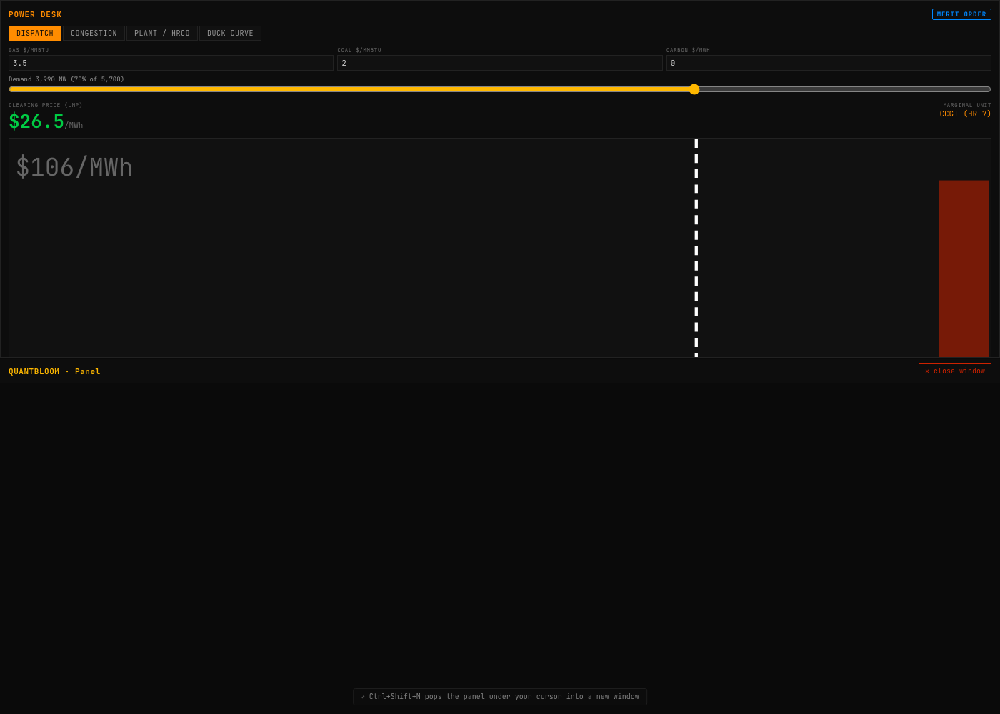 POWER DESK
MERIT ORDER
DISPATCH
CONGESTION
PLANT / HRCO
DUCK CURVE
GAS $/MMBTU
COAL $/MMBTU
CARBON $/MWH
3.5
2
0
Demand 3,990 MW (70% of 5,700)
CLEARING PRICE (LMP)
MARGINAL UNIT
$26.5/MWh
CCGT (HR 7)
$106/MWh
QUANTBLOOM · Panel
× close window
⤢ Ctrl+Shift+M pops the panel under your cursor into a new window